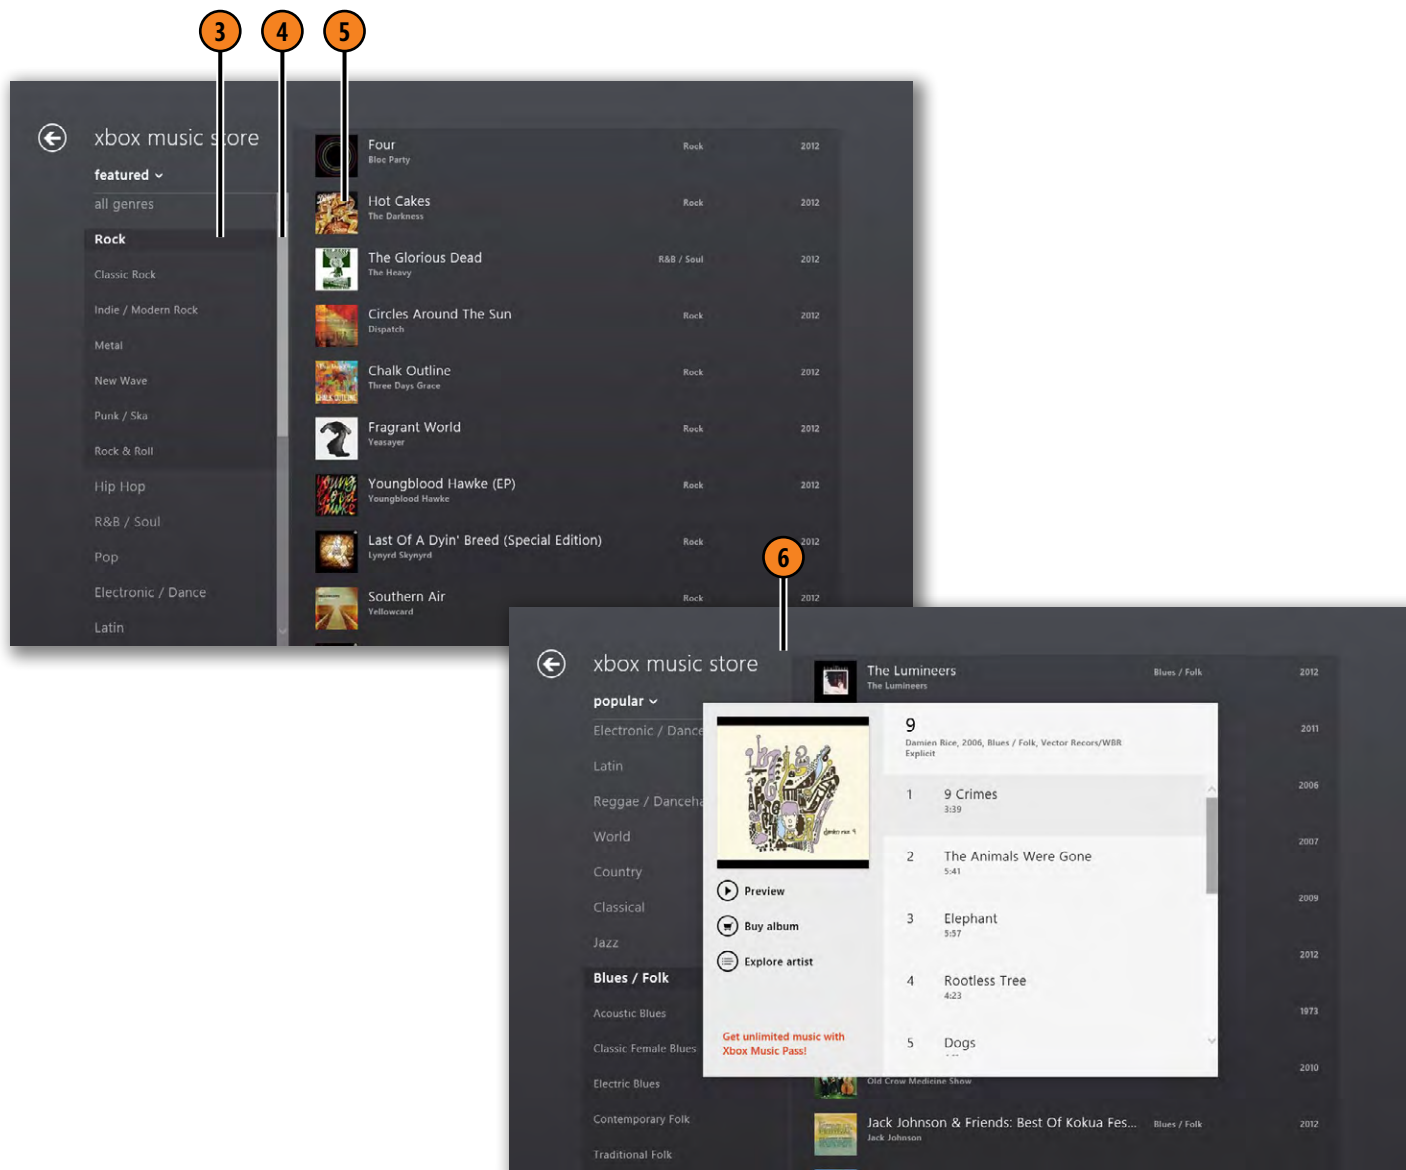 3 4 5
xbox music store
featured
all genres
Rock
Classic Rock
Indie / Modern Rock
Metal
New Wave
Punk / Ska
Rock & Roll
Hip Hop
R&B / Soul
Pop
Electronic / Dance
Latin
Four Rock 2012
Bloc Party
Hot Cakes Rock 2012
The Darkness
The Glorious Dead R&B / Soul 2012
The Heavy
Circles Around The Sun Rock 2012
Dispatch
Chalk Outline Rock 2012
Three Days Grace
Fragrant World Rock 2012
Yeasayer
Youngblood Hawke (EP) Rock 2012
Youngblood Hawke
Last Of A Dyin' Breed (Special Edition) Rock 2012
Lynyrd Skynyrd
Southern Air Rock 2012
Yellowcard
6
xbox music store
popular
Electronic / Dance
Latin
Reggae / Danceha
World
Country
Classical
Jazz
Blues / Folk
Acoustic Blues
Classic Female Blues
Electric Blues
Contemporary Folk
Traditional Folk
The Lumineers Blues / Folk 2012
The Lumineers
damien rice 9
Preview
Buy album
Explore artist
Get unlimited music with
Xbox Music Pass!
9
Damien Rice, 2006, Blues / Folk, Vector Recors/WBR
Explicit
1 9 Crimes
3:39
2 The Animals Were Gone
5:41
3 Elephant
5:57
4 Rootless Tree
4:23
5 Dogs
2011
2006
2007
2009
2012
1973
2010
Old Crow Medicine Show
Jack Johnson & Friends: Best Of Kokua Fes... Blues / Folk 2012
Jack Johnson